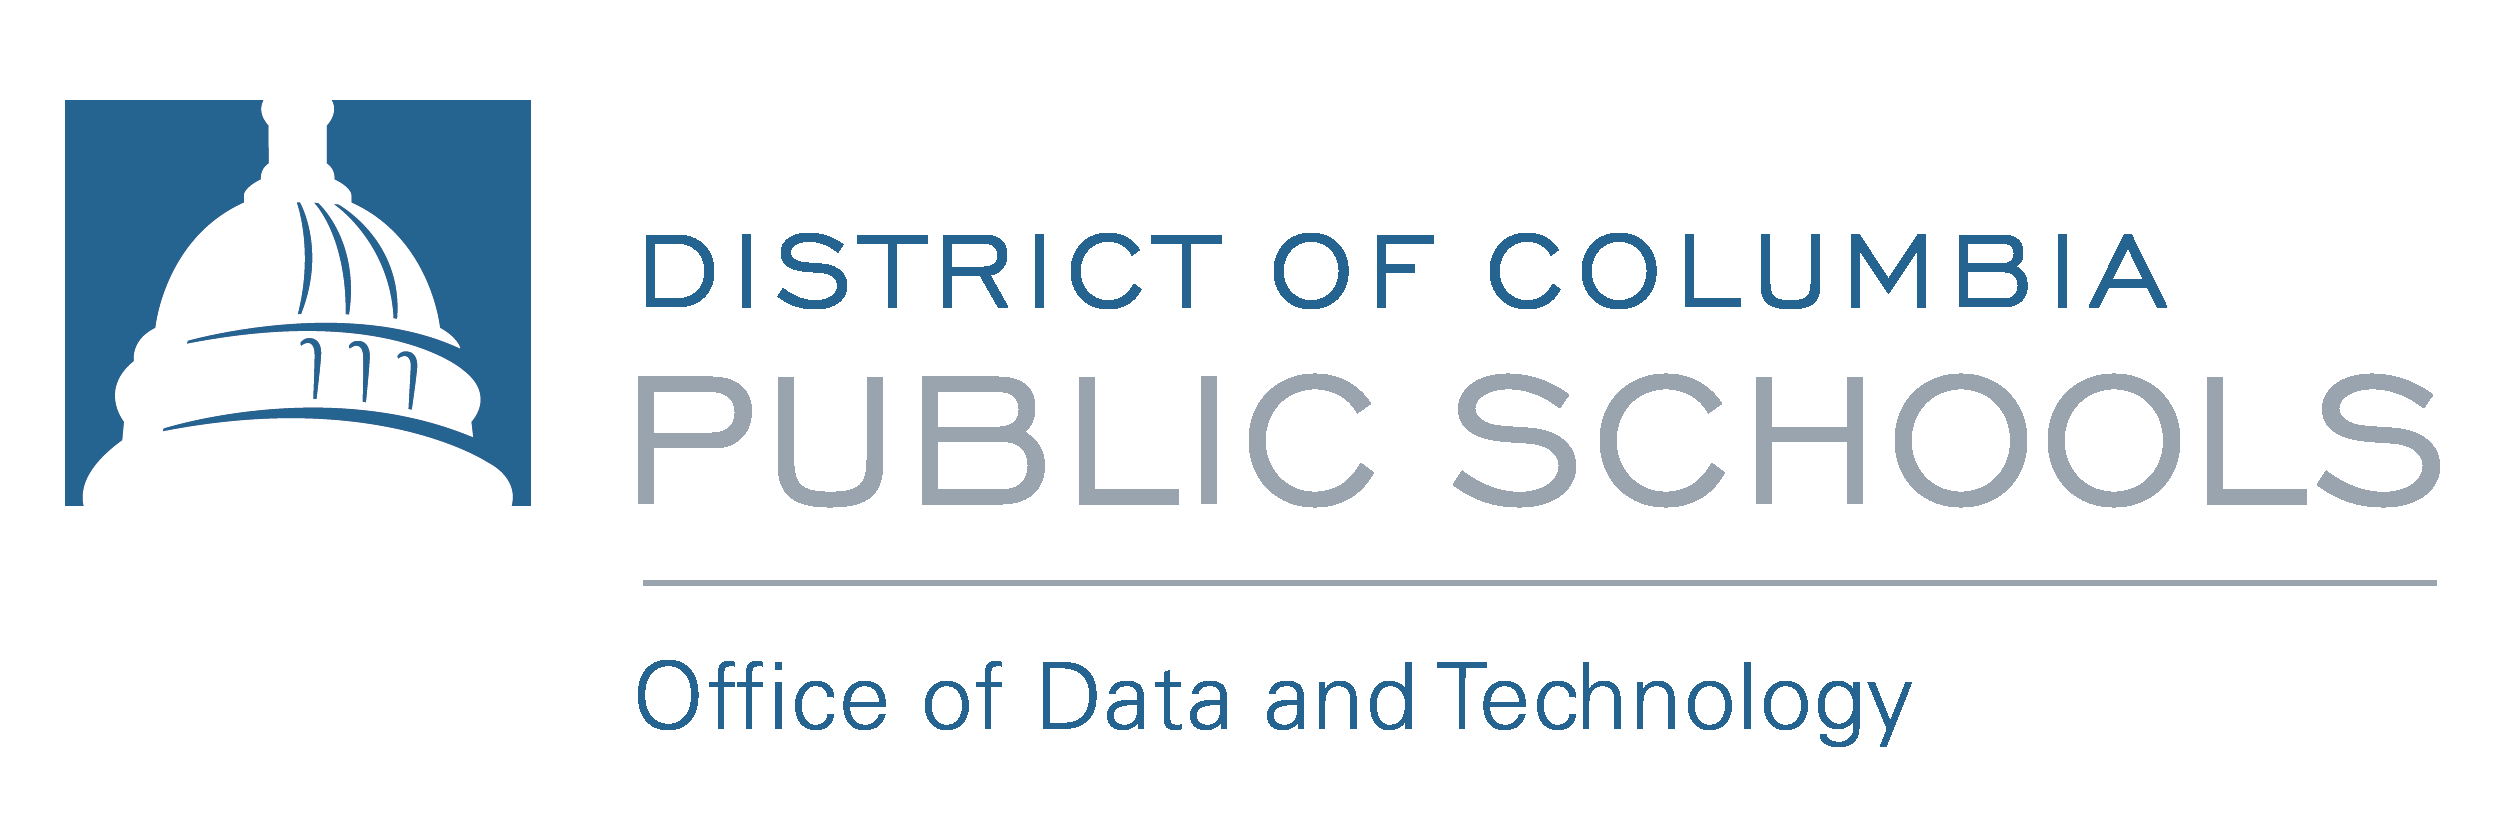 DISTRICT OF COLUMBIA
PUBLIC SCHOOLS
Office of Data and Technology